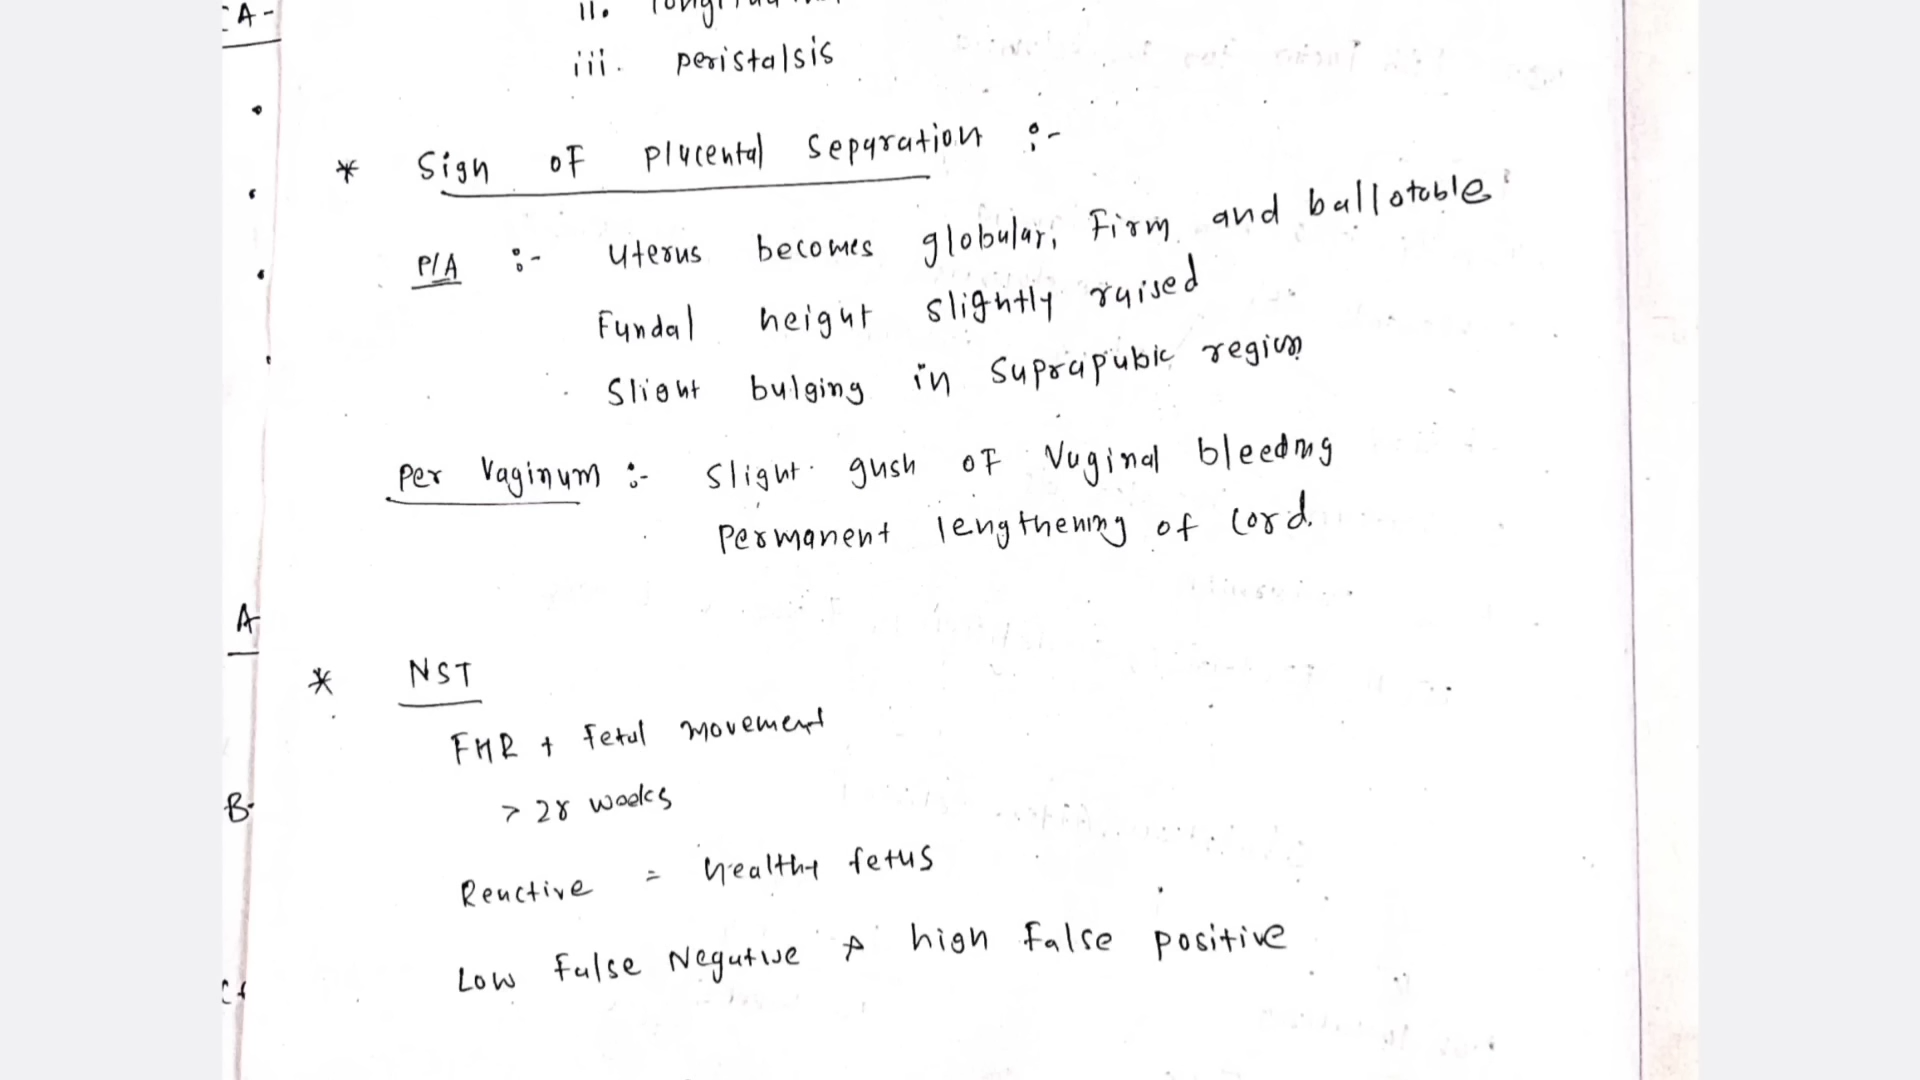 A-
ii.
iii. peristalsis
* Sign of Placental Separation :-
P/A :- Uterus becomes globular, Firm and ballotable
Fundal height slightly raised
Slight bulging in Suprapubic region
Per Vaginum :- Slight gush of Vaginal bleeding
Permanent lengthening of Cord.
A
* NST
FHR + Fetal movement
> 28 weeks
B-
Reactive = healthy fetus
Low False Negative & high False positive